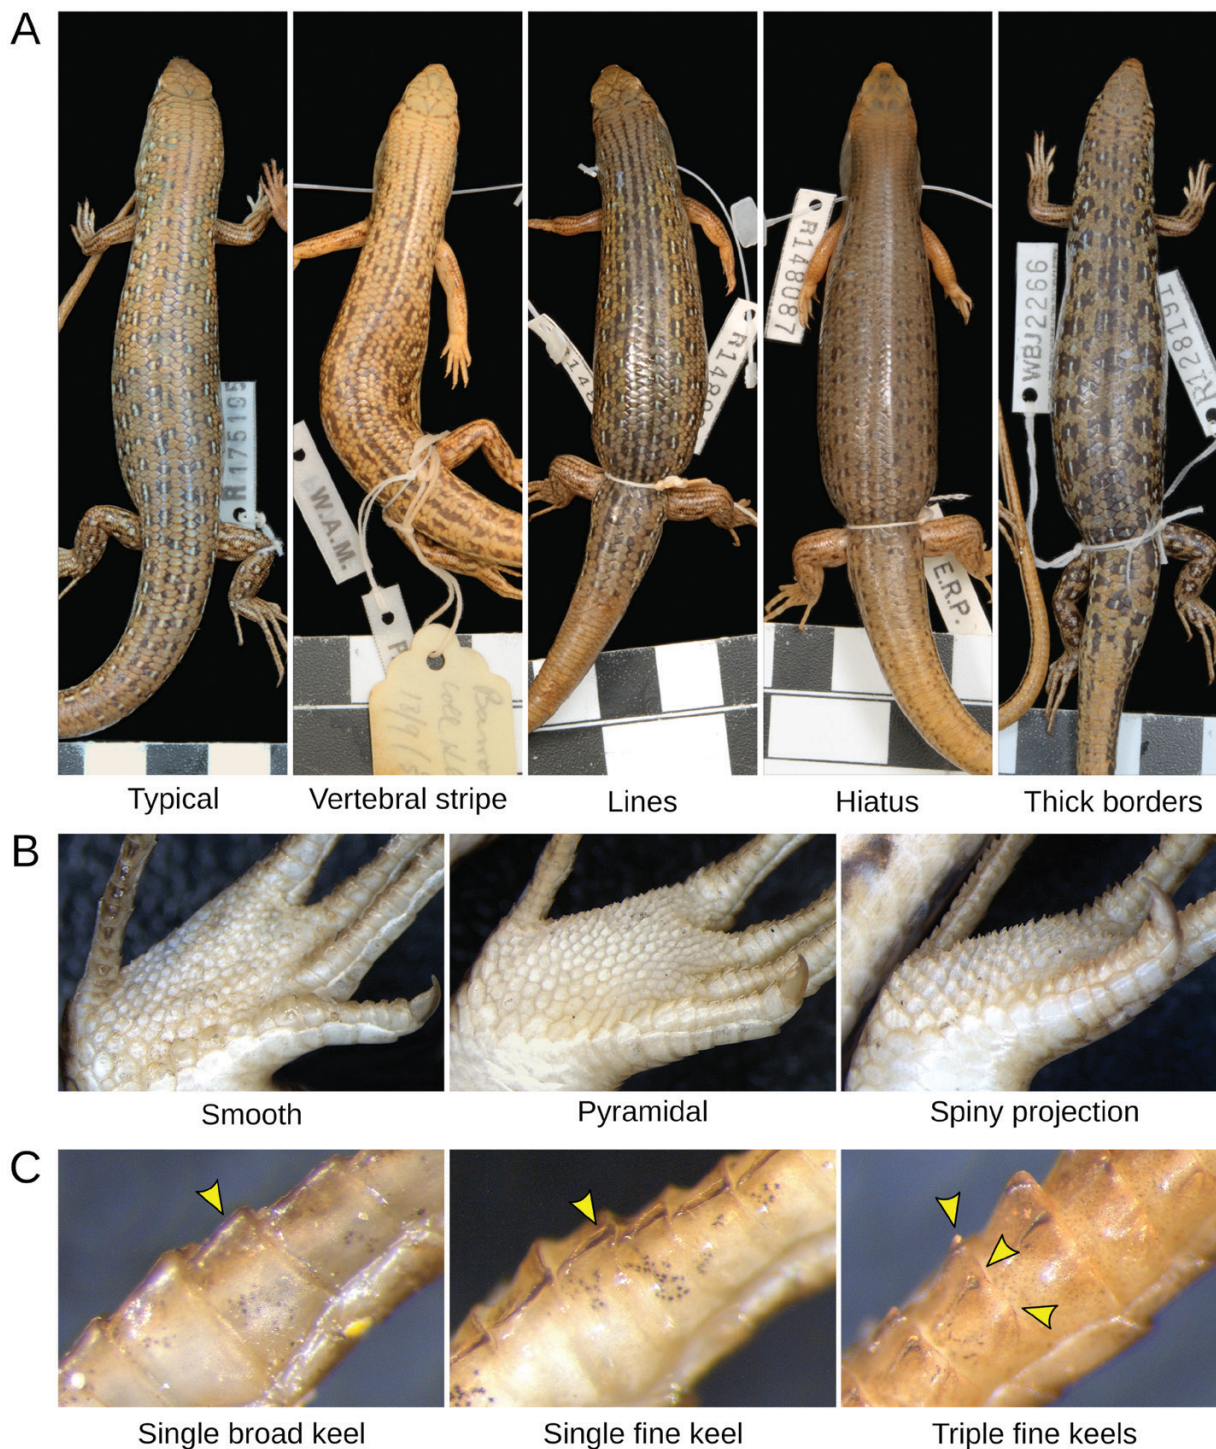 A
R175195
W.A.M.
R148087
E.R.P.
WBJ2266
R12819
Typical
Vertebral stripe
Lines
Hiatus
Thick borders
B
Smooth
Pyramidal
Spiny projection
C
Single broad keel
Single fine keel
Triple fine keels